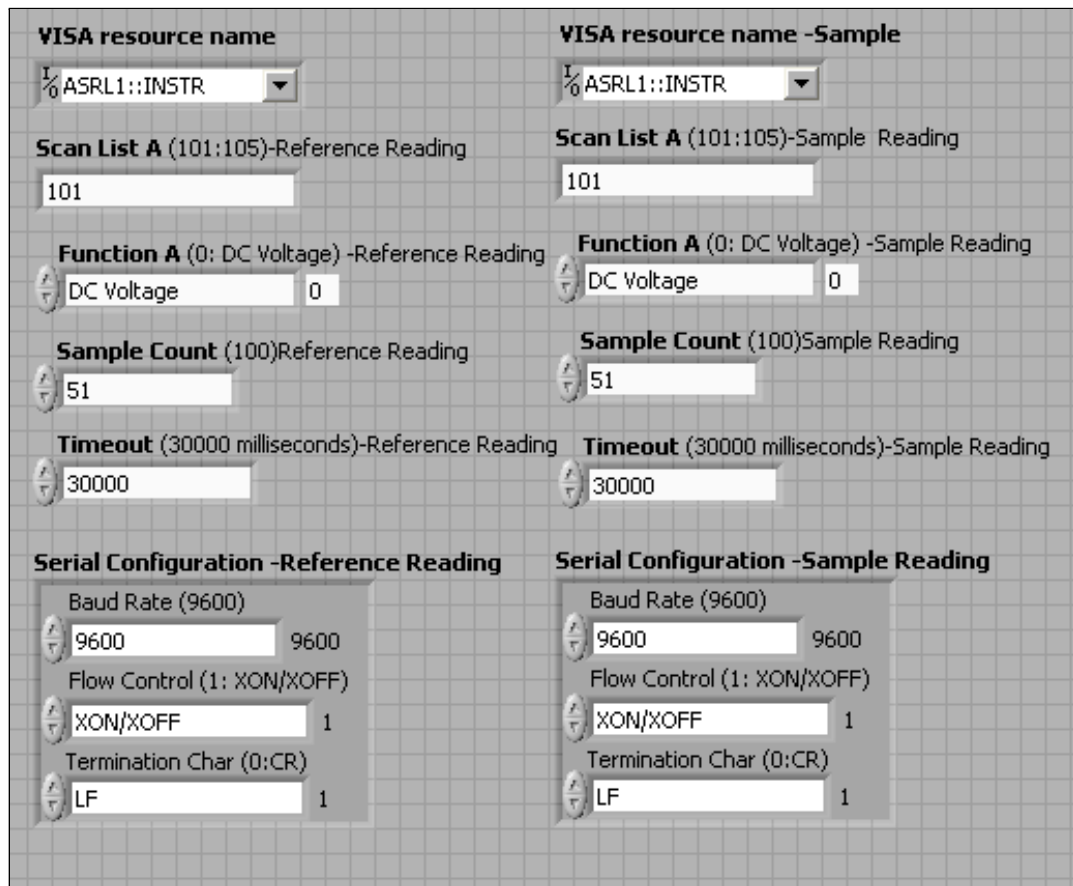 VISA resource name
I/O ASRL1::INSTR
Scan List A (101:105)-Reference Reading
101
Function A (0: DC Voltage) -Reference Reading
DC Voltage 0
Sample Count (100)Reference Reading
51
Timeout (30000 milliseconds)-Reference Reading
30000
Serial Configuration -Reference Reading
Baud Rate (9600)
9600 9600
Flow Control (1: XON/XOFF)
XON/XOFF 1
Termination Char (0:CR)
LF 1
VISA resource name -Sample
I/O ASRL1::INSTR
Scan List A (101:105)-Sample  Reading
101
Function A (0: DC Voltage) -Sample Reading
DC Voltage 0
Sample Count (100)Sample Reading
51
Timeout (30000 milliseconds)-Sample Reading
30000
Serial Configuration -Sample Reading
Baud Rate (9600)
9600 9600
Flow Control (1: XON/XOFF)
XON/XOFF 1
Termination Char (0:CR)
LF 1